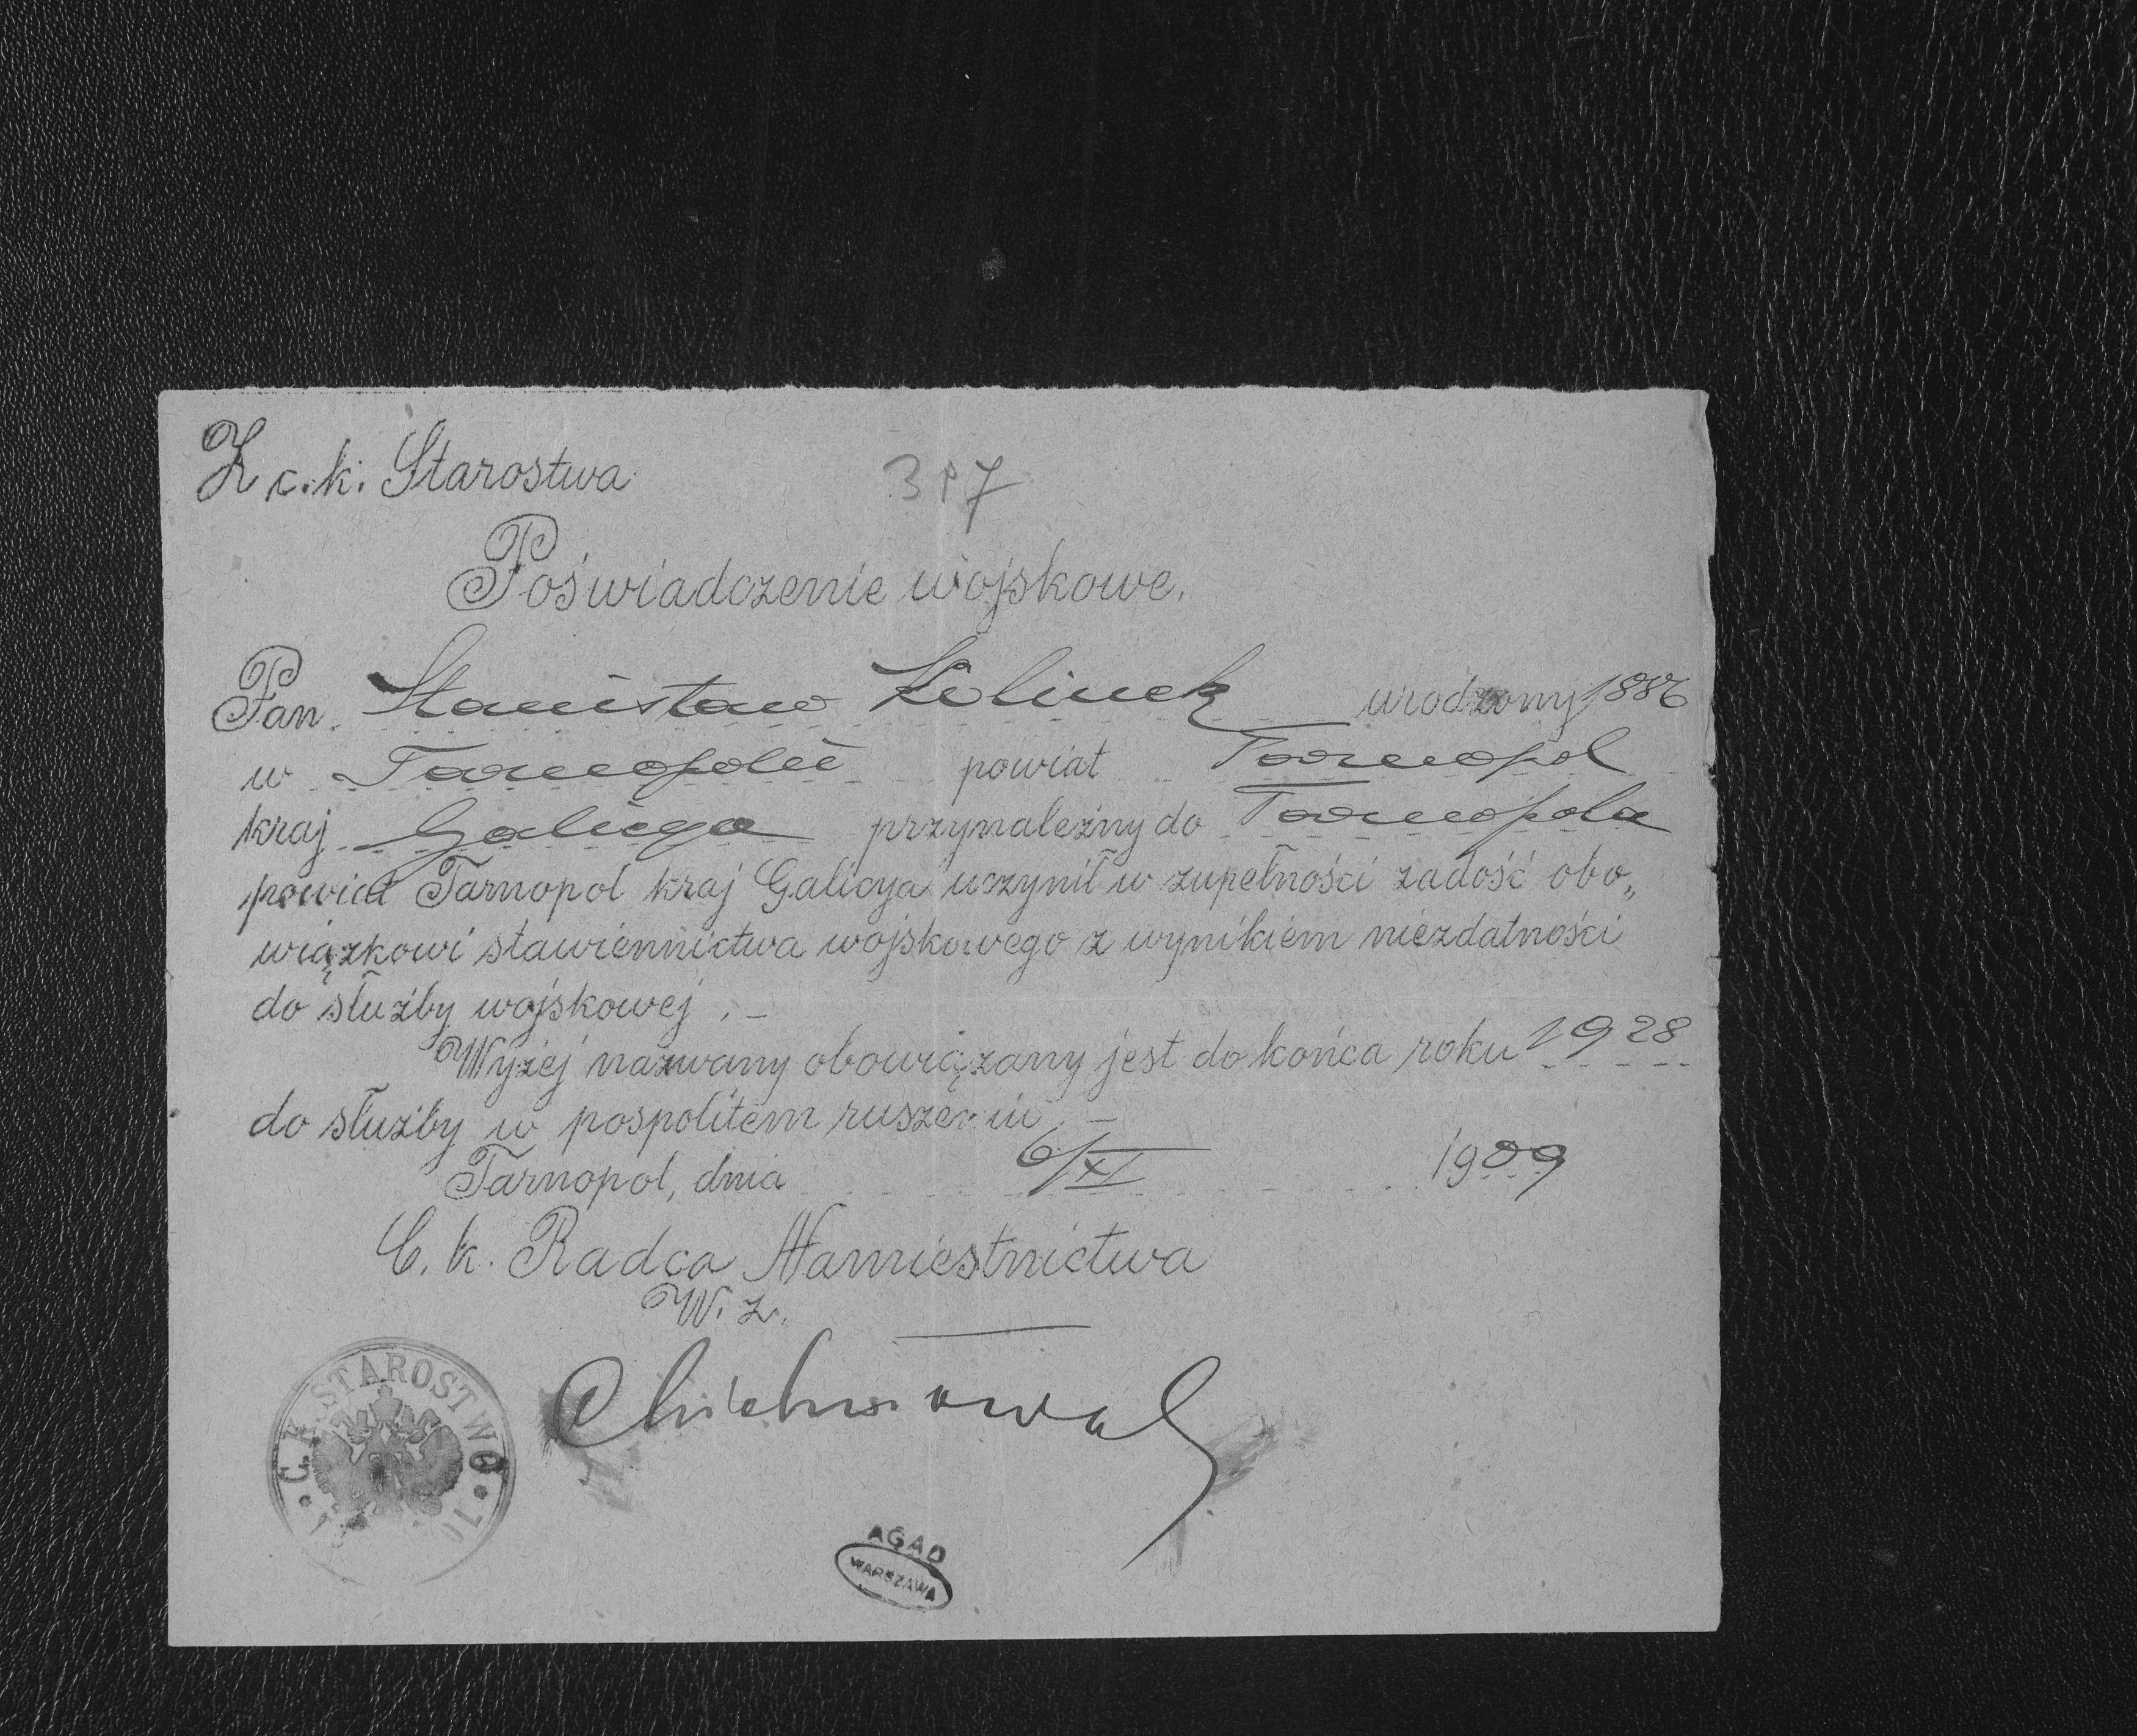 Z c. k. Starostwa
317
Poświadczenie wojskowe.
Pan Stanisław urodzony 1886
w Tarnopolu powiat Tarnopol
kraj Galicya przynależny do Tarnopola
powiat Tarnopol kraj Galicya uczynił w zupełności zadość obo„
wiązkowi stawiennictwa wojskowego z wynikiem niezdatności
do służby wojskowej . –
Wyżej nazwany obowiązany jest do końca roku 1928
do służby w pospolitem ruszeniu –
Tarnopol, dnia 6/XI 1909
C. k. Radca Namiestnictwa
W. z.
C. K. STAROSTWO
AGAD
WARSZAWA